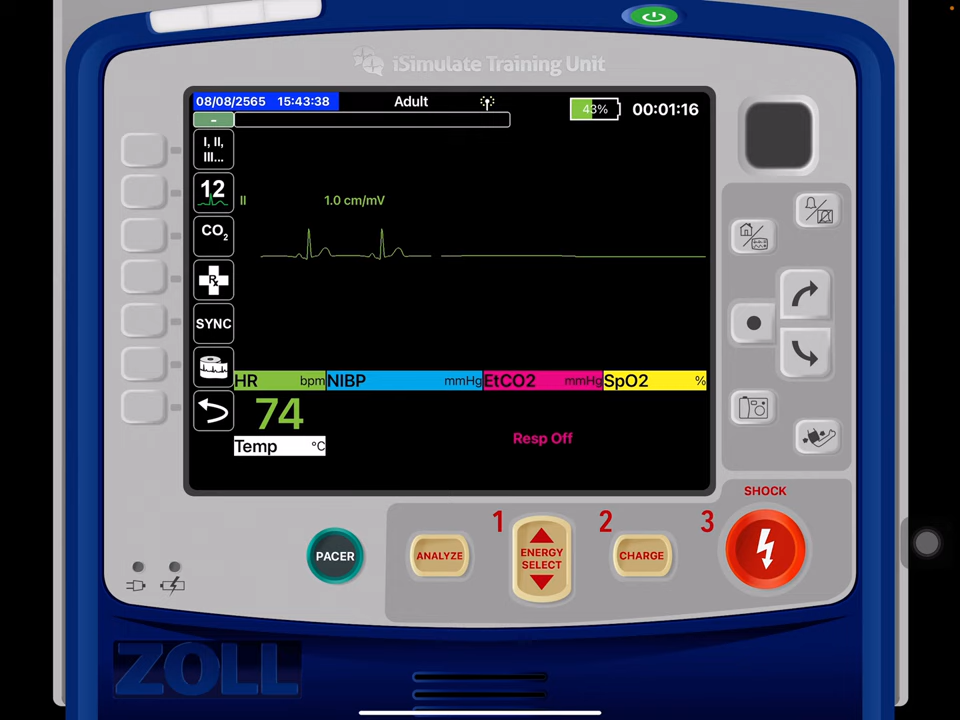 iSimulate Training Unit
08/08/2565 15:43:38
Adult
43%
00:01:16
-
I, II,
III...
12
II
1.0 cm/mV
CO2
Rx
SYNC
HR bpm
NIBP mmHg
EtCO2 mmHg
SpO2 %
74
Resp Off
Temp °C
SHOCK
1
2
3
PACER
ANALYZE
ENERGY
SELECT
CHARGE
ZOLL